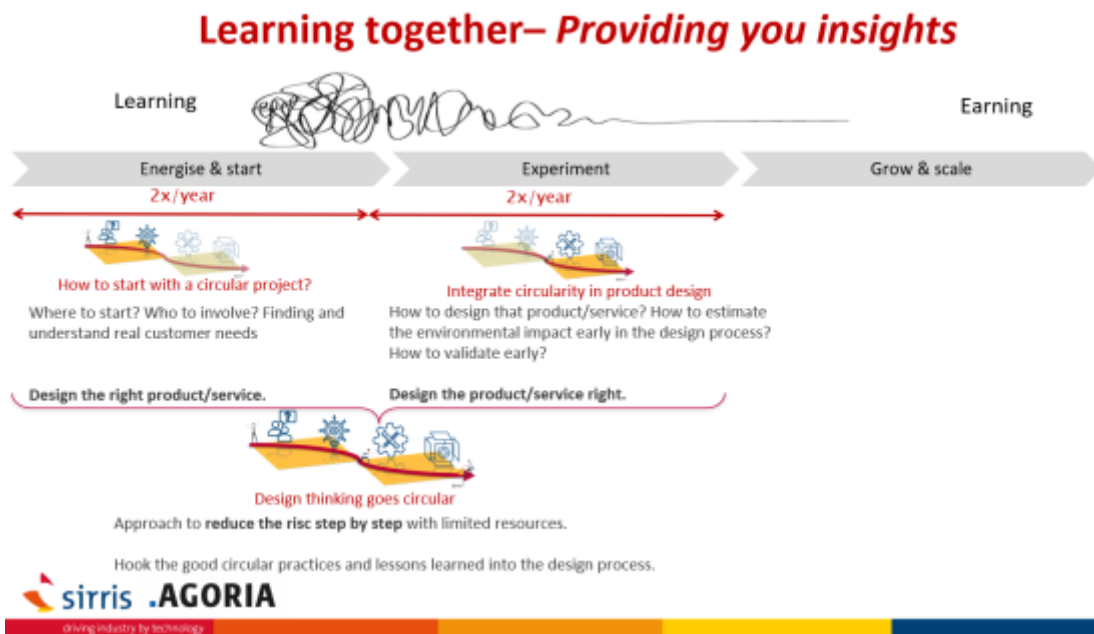 Learning together– Providing you insights
Learning
Earning
Energise & start
Experiment
Grow & scale
2x/year
2x/year
How to start with a circular project?
Where to start? Who to involve? Finding and
understand real customer needs
Design the right product/service.
Integrate circularity in product design
How to design that product/service? How to estimate
the environmental impact early in the design process?
How to validate early?
Design the product/service right.
Design thinking goes circular
Approach to reduce the risc step by step with limited resources.
Hook the good circular practices and lessons learned into the design process.
sirris .AGORIA
driving industry by technology